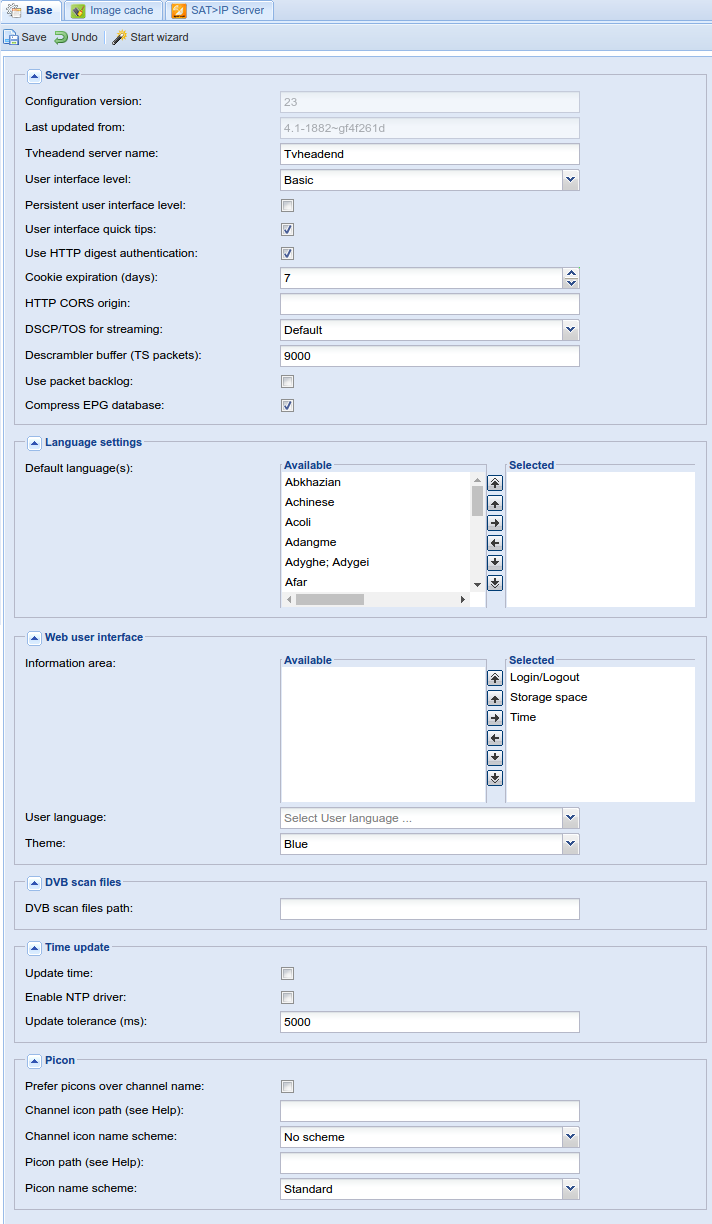 Base Image cache SAT>IP Server
Save Undo Start wizard
Server
Configuration version: 23
Last updated from: 4.1-1882~gf4f261d
Tvheadend server name: Tvheadend
User interface level: Basic
Persistent user interface level:
User interface quick tips:
Use HTTP digest authentication:
Cookie expiration (days): 7
HTTP CORS origin:
DSCP/TOS for streaming: Default
Descrambler buffer (TS packets): 9000
Use packet backlog:
Compress EPG database:
Language settings
Default language(s): Available Selected
Abkhazian
Achinese
Acoli
Adangme
Adyghe; Adygei
Afar
Web user interface
Information area: Available Selected
Login/Logout
Storage space
Time
User language: Select User language ...
Theme: Blue
DVB scan files
DVB scan files path:
Time update
Update time:
Enable NTP driver:
Update tolerance (ms): 5000
Picon
Prefer picons over channel name:
Channel icon path (see Help):
Channel icon name scheme: No scheme
Picon path (see Help):
Picon name scheme: Standard